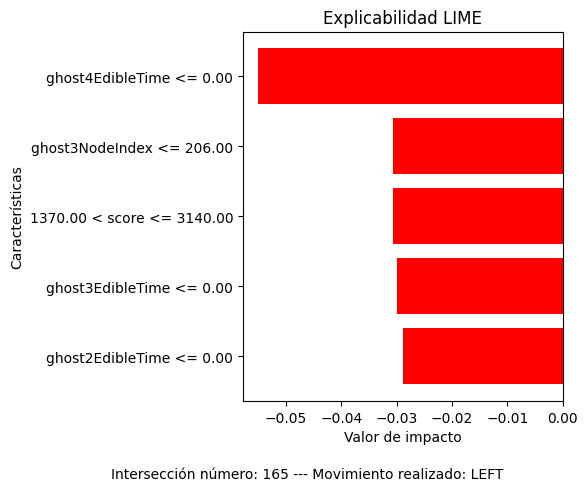 Explicabilidad LIME
Características
ghost4EdibleTime <= 0.00
ghost3NodeIndex <= 206.00
1370.00 < score <= 3140.00
ghost3EdibleTime <= 0.00
ghost2EdibleTime <= 0.00
−0.05 −0.04 −0.03 −0.02 −0.01 0.00
Valor de impacto
Intersección número: 165 --- Movimiento realizado: LEFT